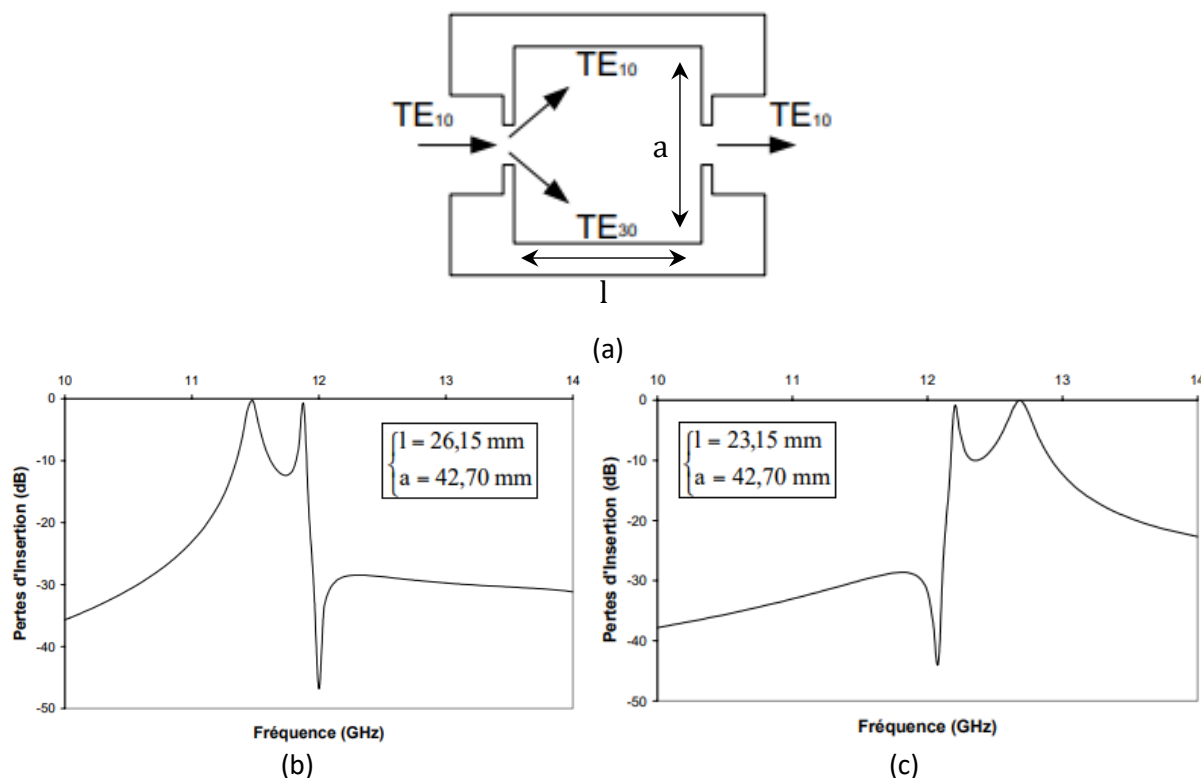 TE10
TE10 TE10
a
TE30
l
(a)
10 11 12 13 14
0
-10
-20
-30
-40
-50
Pertes d'Insertion (dB)
l = 26,15 mm
a = 42,70 mm
Fréquence (GHz)
(b)
10 11 12 13 14
0
-10
-20
-30
-40
-50
Pertes d'Insertion (dB)
l = 23,15 mm
a = 42,70 mm
Fréquence (GHz)
(c)